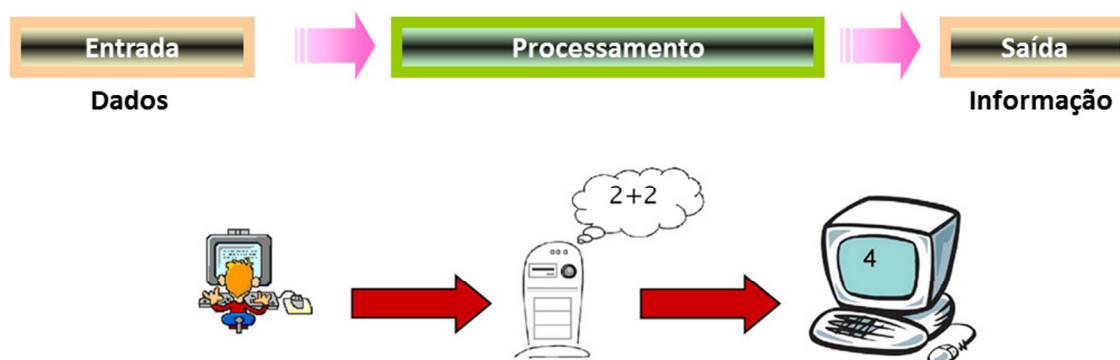 Entrada
Processamento
Saída
Dados
Informação
2+2
4